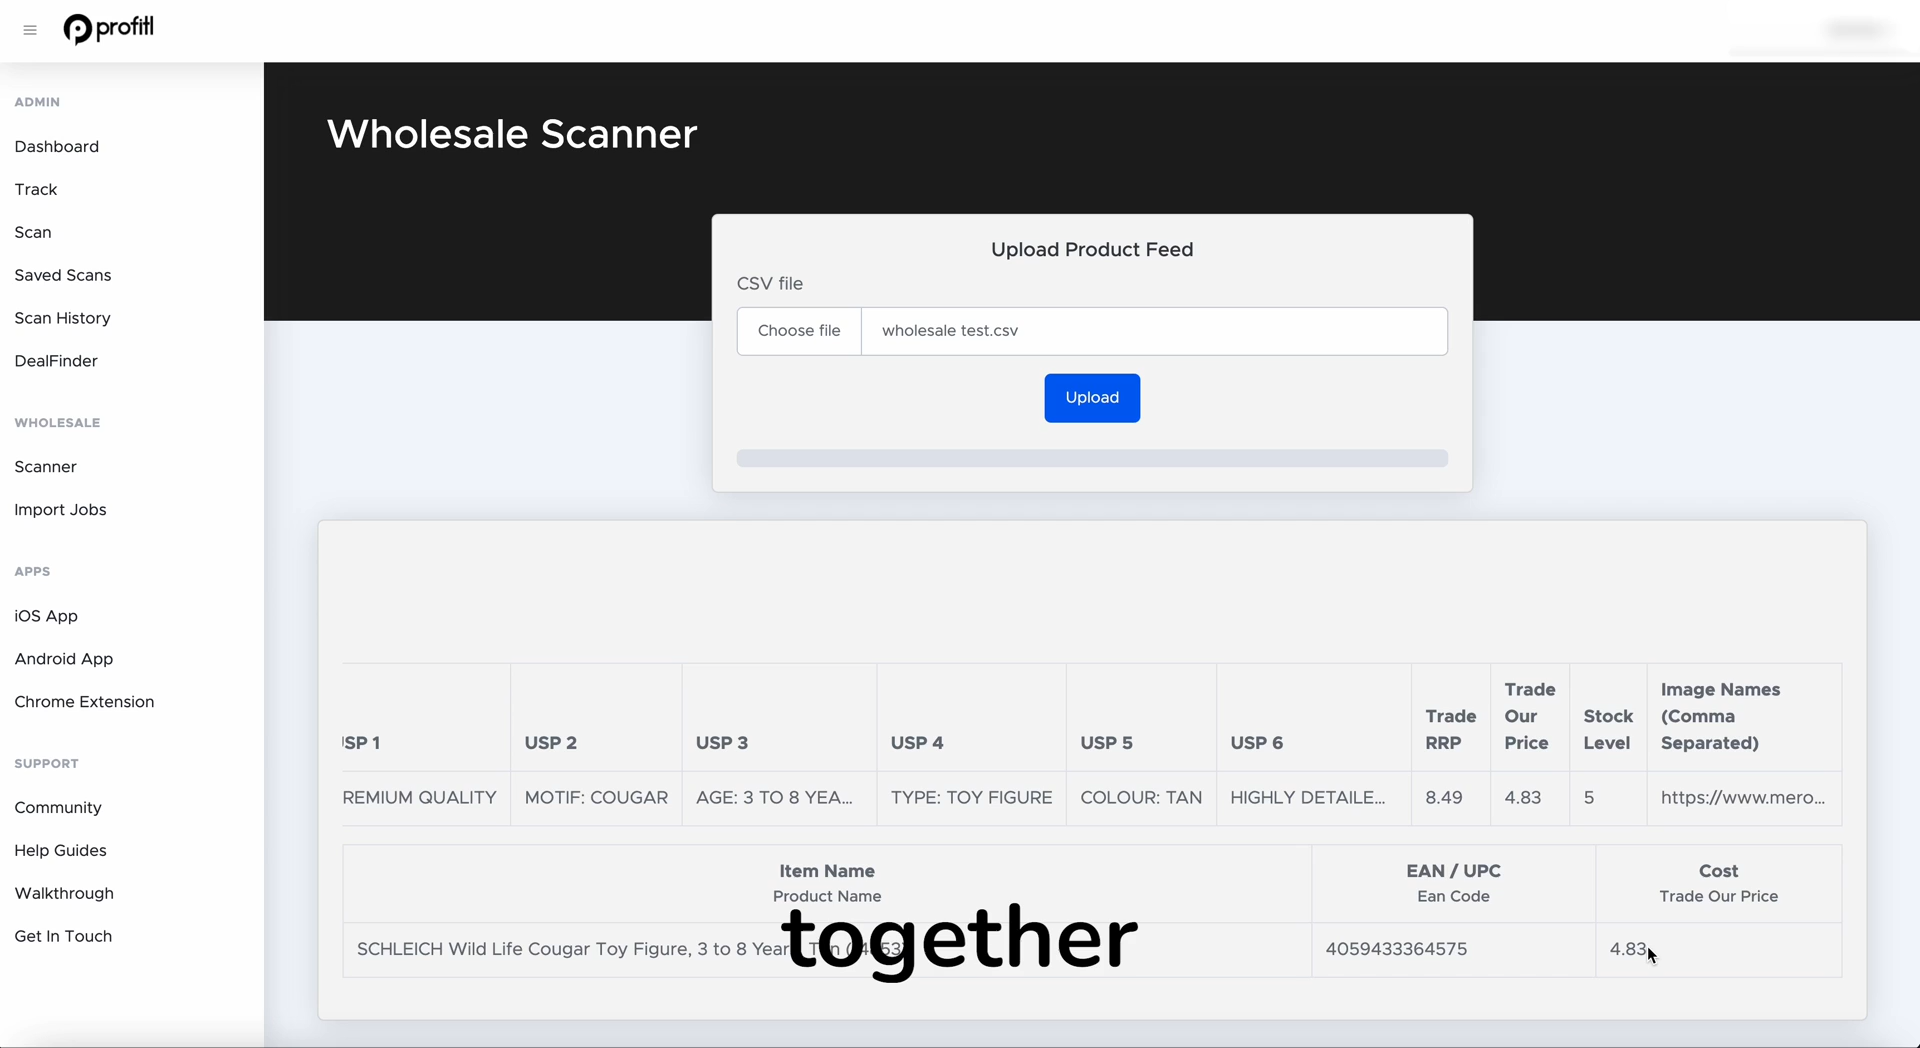 profitl
ADMIN
Dashboard
Track
Scan
Saved Scans
Scan History
DealFinder
WHOLESALE
Scanner
Import Jobs
APPS
iOS App
Android App
Chrome Extension
SUPPORT
Community
Help Guides
Walkthrough
Get In Touch
Wholesale Scanner
Upload Product Feed
CSV file
Choose file
wholesale test.csv
Upload
USP 1
USP 2
USP 3
USP 4
USP 5
USP 6
Trade RRP
Trade Our Price
Stock Level
Image Names (Comma Separated)
REMIUM QUALITY
MOTIF: COUGAR
AGE: 3 TO 8 YEA...
TYPE: TOY FIGURE
COLOUR: TAN
HIGHLY DETAILE...
8.49
4.83
5
https://www.mero...
Item Name
Product Name
EAN / UPC
Ean Code
Cost
Trade Our Price
SCHLEICH Wild Life Cougar Toy Figure, 3 to 8 Year
4059433364575
4.83
together